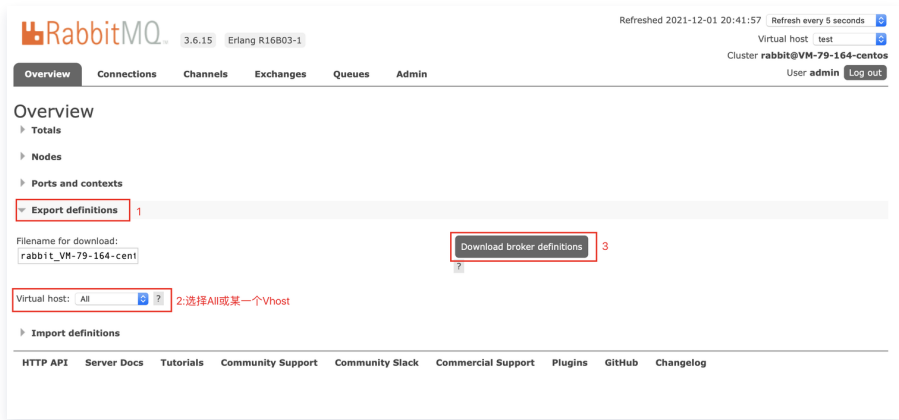 RabbitMQ 3.6.15 Erlang R16B03-1
Refreshed 2021-12-01 20:41:57 Refresh every 5 seconds
Virtual host test
Cluster rabbit@VM-79-164-centos
User admin Log out
Overview Connections Channels Exchanges Queues Admin
Overview
Totals
Nodes
Ports and contexts
Export definitions 1
Filename for download:
rabbit_VM-79-164-cent
Download broker definitions 3
?
Virtual host: All ? 2:选择All或某一个Vhost
Import definitions
HTTP API Server Docs Tutorials Community Support Community Slack Commercial Support Plugins GitHub Changelog